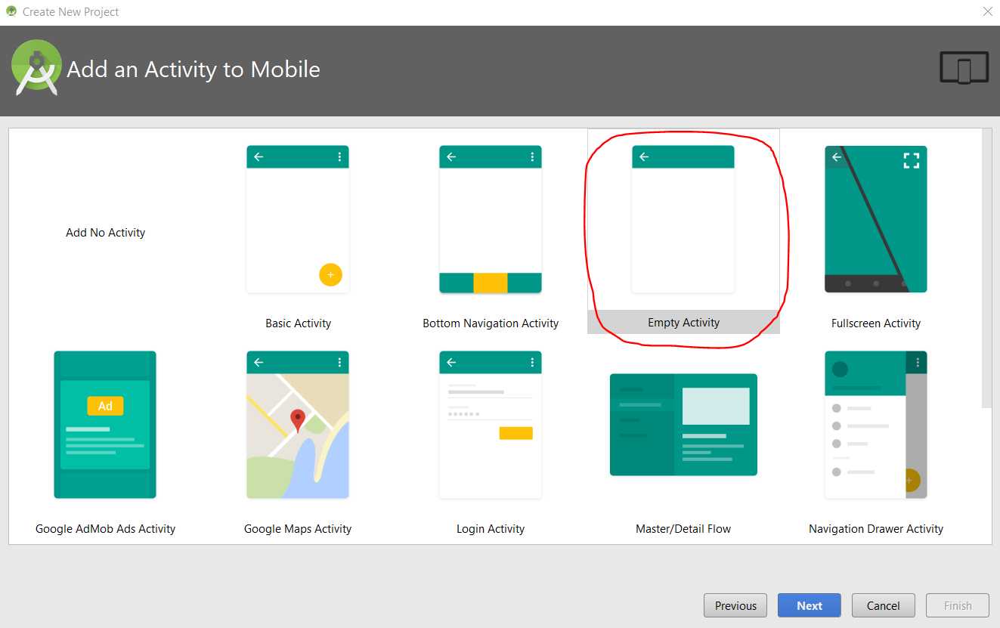 Create New Project
Add an Activity to Mobile
Add No Activity
Basic Activity
Bottom Navigation Activity
Empty Activity
Fullscreen Activity
Ad
Google AdMob Ads Activity
Google Maps Activity
Login Activity
Master/Detail Flow
Navigation Drawer Activity
Previous
Next
Cancel
Finish